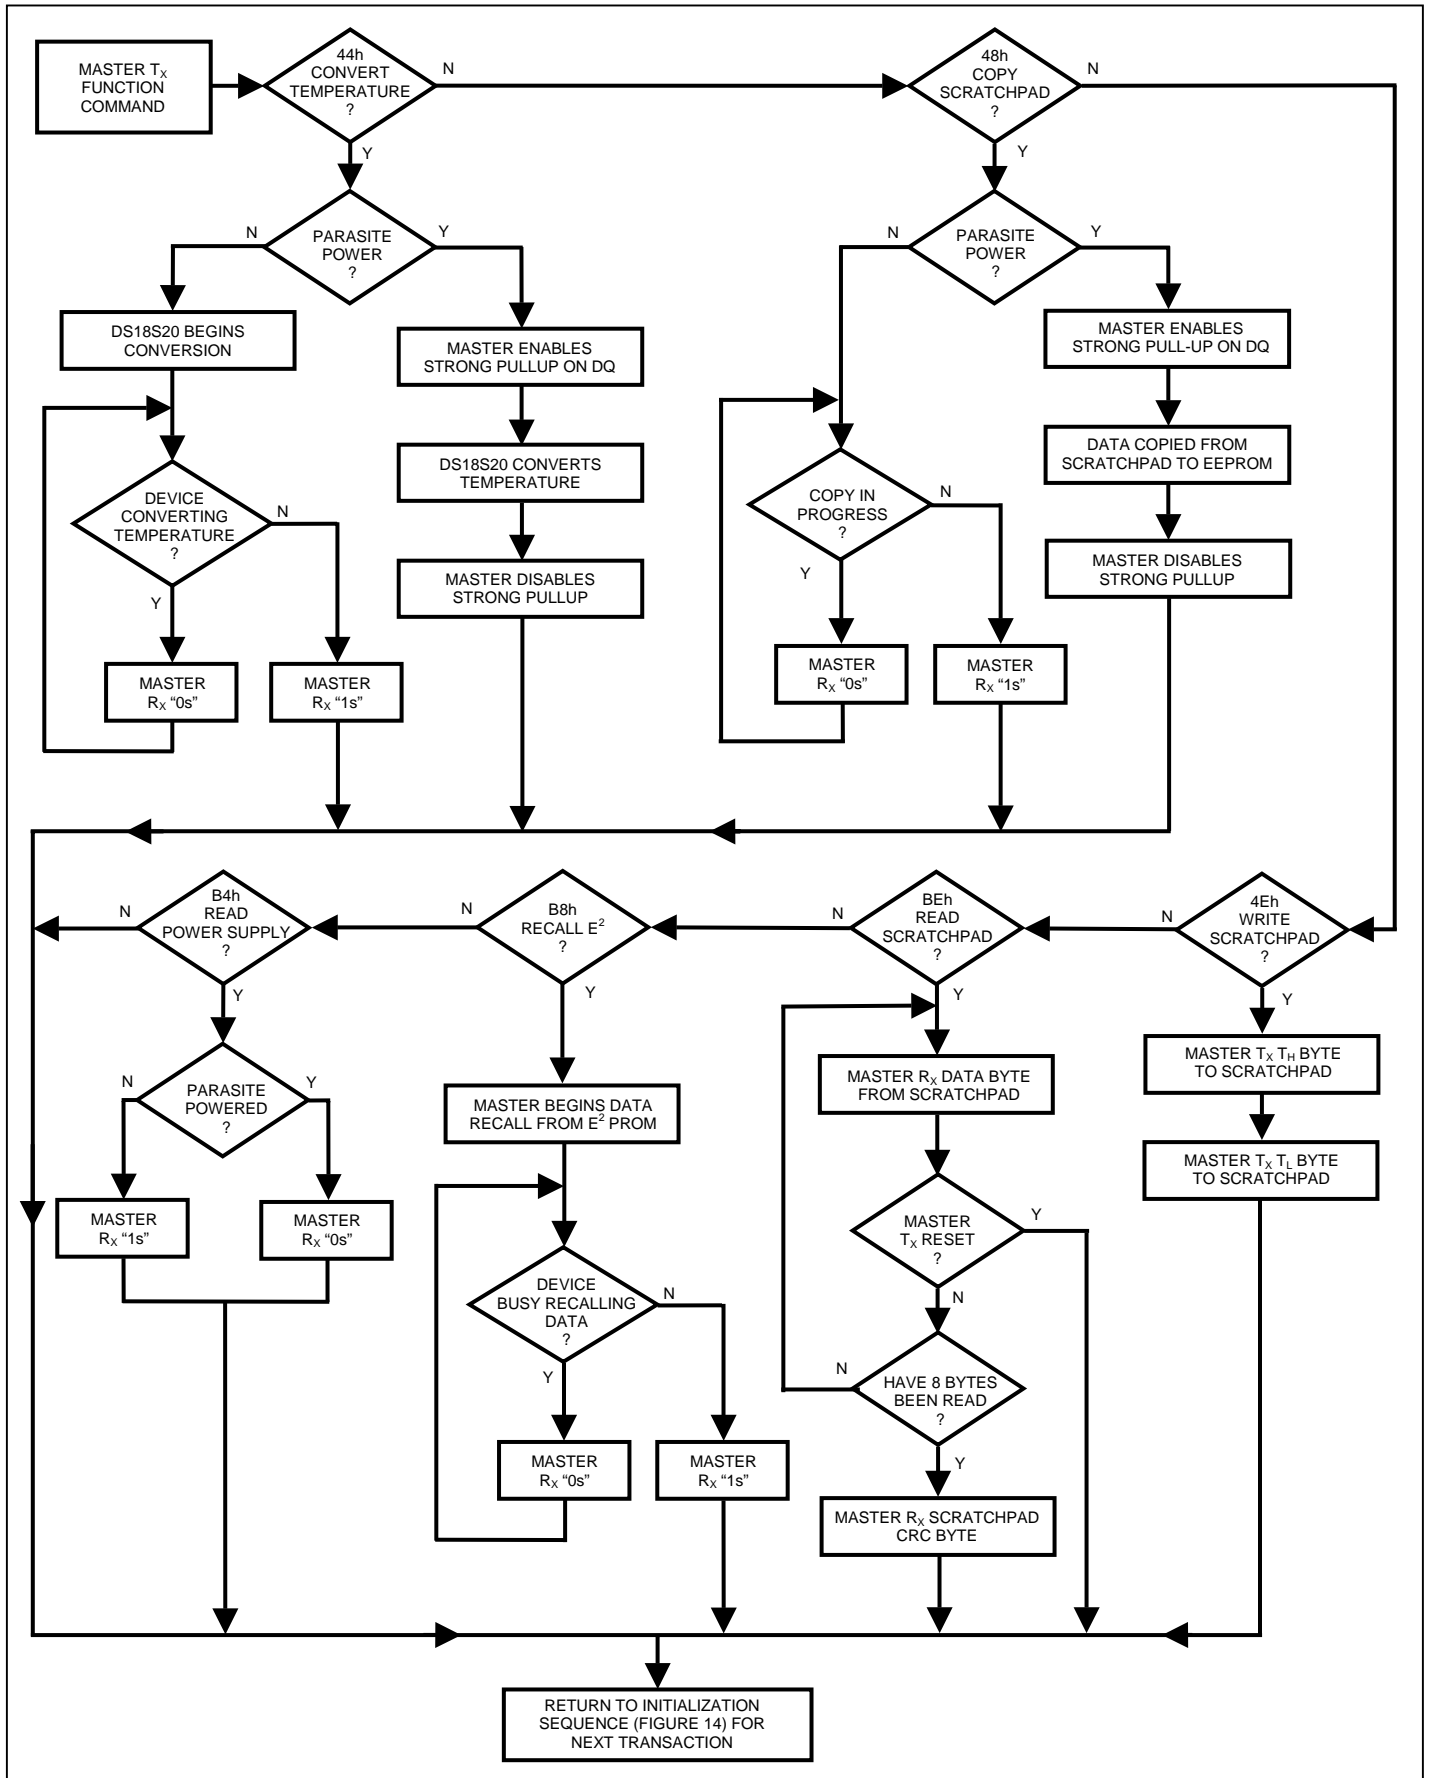 MASTER TX
FUNCTION
COMMAND
44h
CONVERT
TEMPERATURE
?
N
Y
48h
COPY
SCRATCHPAD
?
N
Y
PARASITE
POWER
?
N
Y
DS18S20 BEGINS
CONVERSION
MASTER ENABLES
STRONG PULLUP ON DQ
DS18S20 CONVERTS
TEMPERATURE
MASTER DISABLES
STRONG PULLUP
DEVICE
CONVERTING
TEMPERATURE
?
N
Y
MASTER
RX “0s”
MASTER
RX “1s”
PARASITE
POWER
?
N
Y
MASTER ENABLES
STRONG PULL-UP ON DQ
DATA COPIED FROM
SCRATCHPAD TO EEPROM
MASTER DISABLES
STRONG PULLUP
COPY IN
PROGRESS
?
N
Y
MASTER
RX “0s”
MASTER
RX “1s”
B4h
READ
POWER SUPPLY
?
N
Y
PARASITE
POWERED
?
N
Y
MASTER
RX “1s”
MASTER
RX “0s”
B8h
RECALL E2
?
N
Y
MASTER BEGINS DATA
RECALL FROM E2 PROM
DEVICE
BUSY RECALLING
DATA
?
N
Y
MASTER
RX “0s”
MASTER
RX “1s”
BEh
READ
SCRATCHPAD
?
N
Y
MASTER RX DATA BYTE
FROM SCRATCHPAD
MASTER
TX RESET
?
Y
N
HAVE 8 BYTES
BEEN READ
?
N
Y
MASTER RX SCRATCHPAD
CRC BYTE
4Eh
WRITE
SCRATCHPAD
?
N
Y
MASTER TX TH BYTE
TO SCRATCHPAD
MASTER TX TL BYTE
TO SCRATCHPAD
RETURN TO INITIALIZATION
SEQUENCE (FIGURE 14) FOR
NEXT TRANSACTION